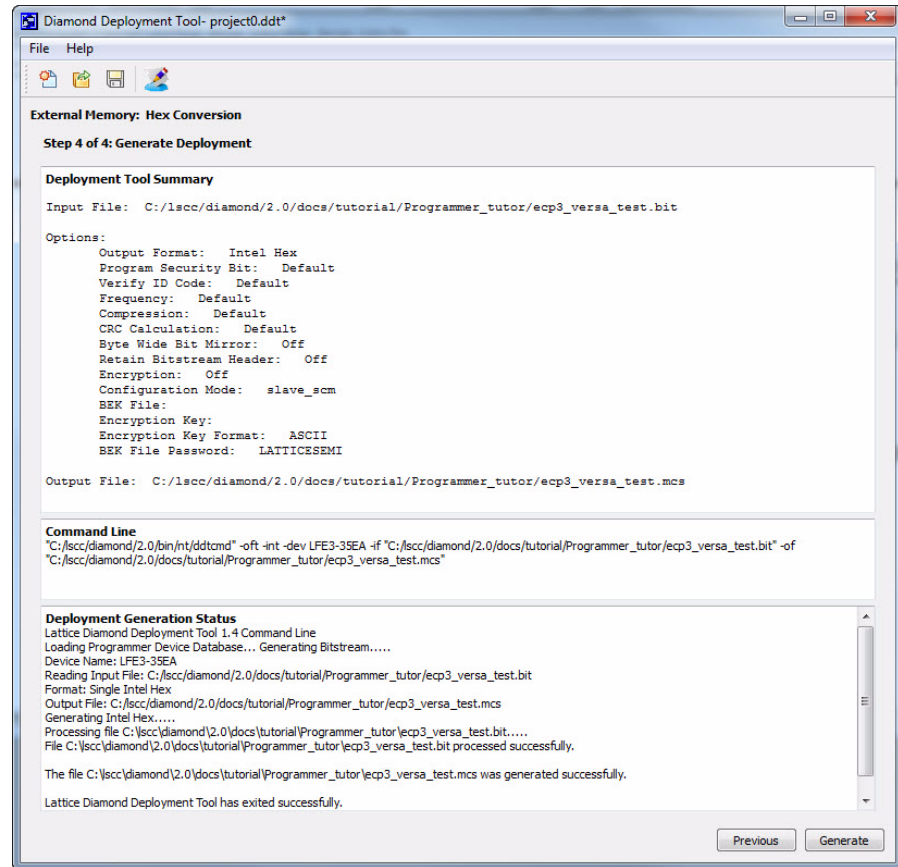 Diamond Deployment Tool- project0.ddt*
File Help
External Memory: Hex Conversion
Step 4 of 4: Generate Deployment
Deployment Tool Summary
Input File: C:/lscc/diamond/2.0/docs/tutorial/Programmer_tutor/ecp3_versa_test.bit
Options:
Output Format: Intel Hex
Program Security Bit: Default
Verify ID Code: Default
Frequency: Default
Compression: Default
CRC Calculation: Default
Byte Wide Bit Mirror: Off
Retain Bitstream Header: Off
Encryption: Off
Configuration Mode: slave_scm
BEK File:
Encryption Key:
Encryption Key Format: ASCII
BEK File Password: LATTICESEMI
Output File: C:/lscc/diamond/2.0/docs/tutorial/Programmer_tutor/ecp3_versa_test.mcs
Command Line
"C:/lscc/diamond/2.0/bin/nt/ddtcmd" -oft -int -dev LFE3-35EA -if "C:/lscc/diamond/2.0/docs/tutorial/Programmer_tutor/ecp3_versa_test.bit" -of
"C:/lscc/diamond/2.0/docs/tutorial/Programmer_tutor/ecp3_versa_test.mcs"
Deployment Generation Status
Lattice Diamond Deployment Tool 1.4 Command Line
Loading Programmer Device Database... Generating Bitstream.....
Device Name: LFE3-35EA
Reading Input File: C:/lscc/diamond/2.0/docs/tutorial/Programmer_tutor/ecp3_versa_test.bit
Format: Single Intel Hex
Output File: C:/lscc/diamond/2.0/docs/tutorial/Programmer_tutor/ecp3_versa_test.mcs
Generating Intel Hex.....
Processing file C:\lscc\diamond\2.0\docs\tutorial\Programmer_tutor\ecp3_versa_test.bit.....
File C:\lscc\diamond\2.0\docs\tutorial\Programmer_tutor\ecp3_versa_test.bit processed successfully.
The file C:\lscc\diamond\2.0\docs\tutorial\Programmer_tutor\ecp3_versa_test.mcs was generated successfully.
Lattice Diamond Deployment Tool has exited successfully.
Previous Generate